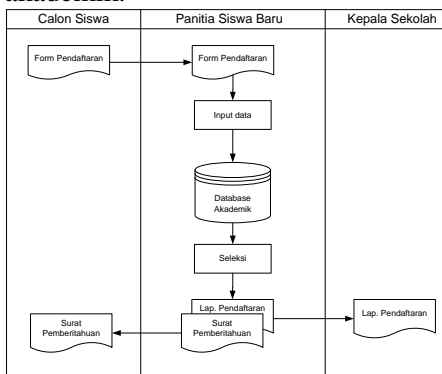 Calon Siswa
Panitia Siswa Baru
Kepala Sekolah
Form Pendaftaran
Form Pendaftaran
Input data
Database
Akademik
Seleksi
Lap. Pendaftaran
Lap. Pendaftaran
Surat
Pemberitahuan
Surat
Pemberitahuan